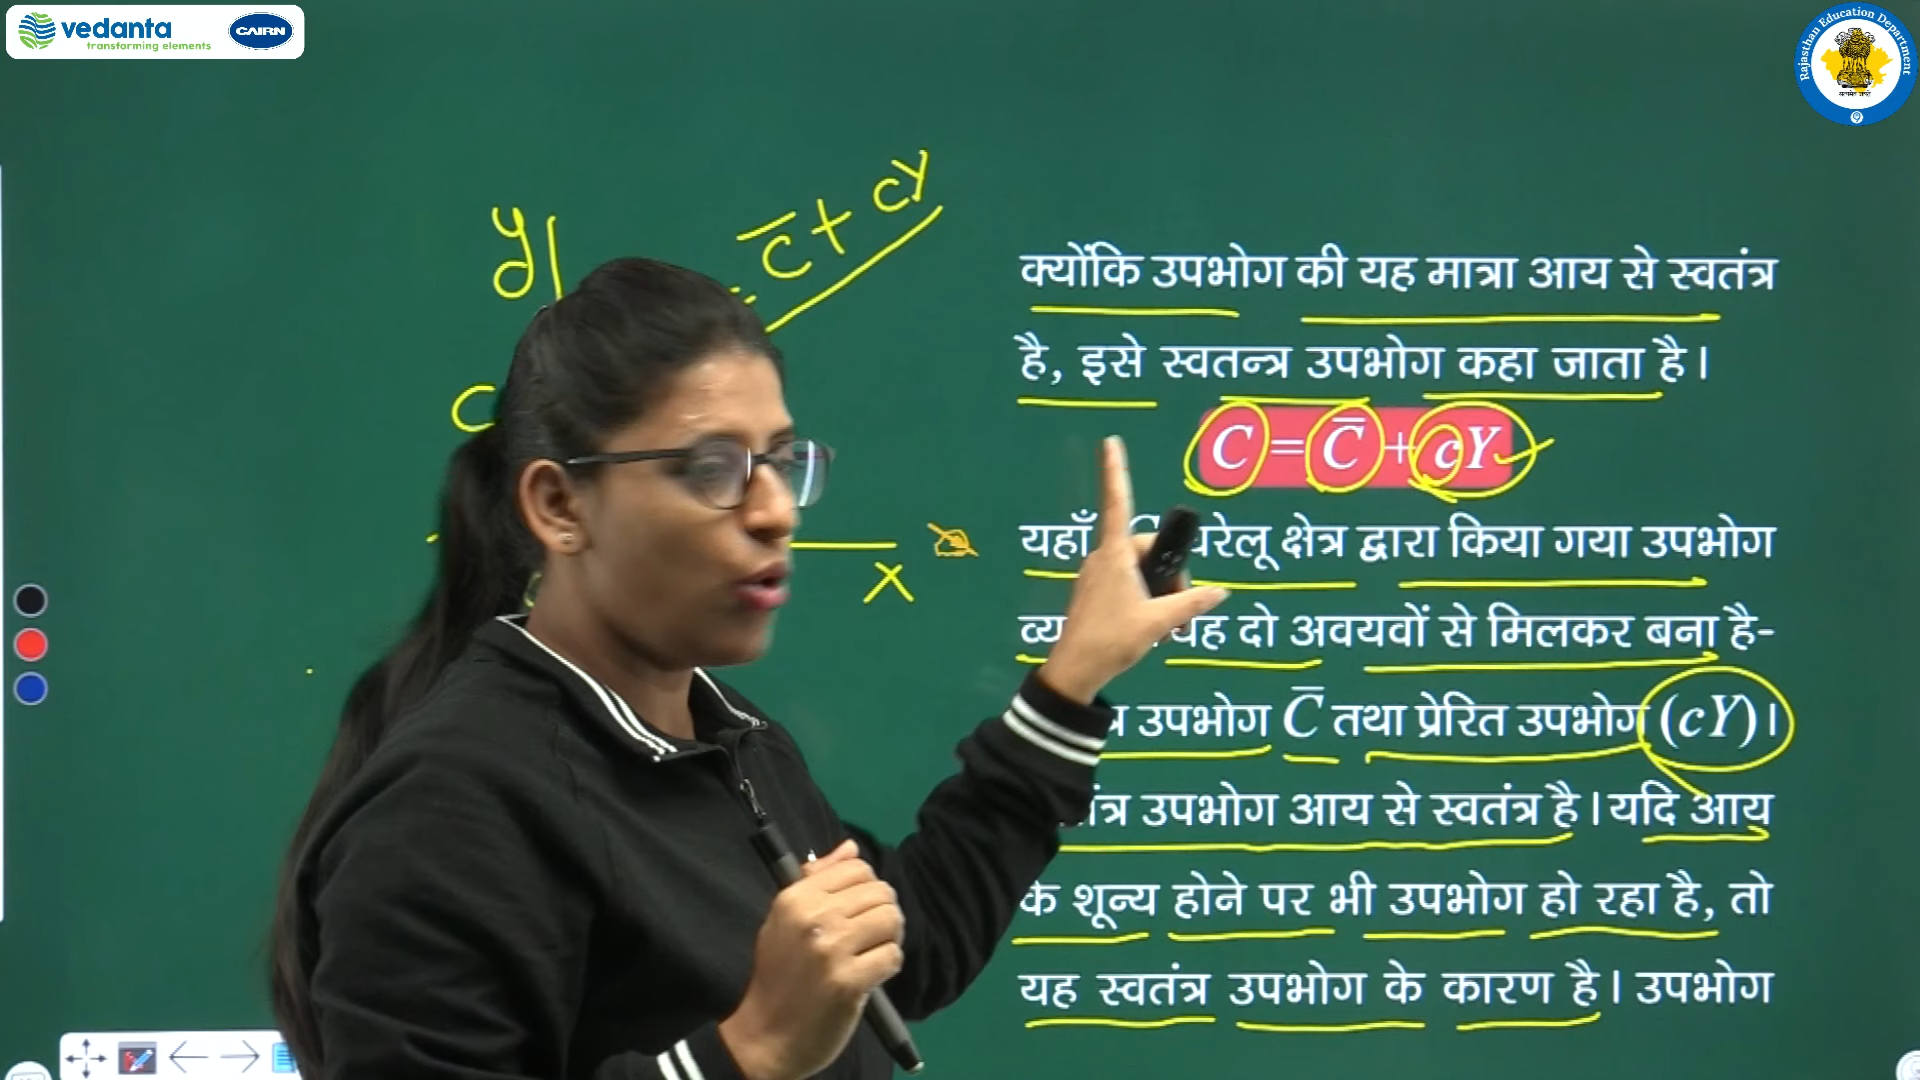 vedanta
transforming elements
CAIRN
Rajasthan Education Department
y
C̅ + cY
C
x
क्योंकि उपभोग की यह मात्रा आय से स्वतंत्र
है, इसे स्वतन्त्र उपभोग कहा जाता है।
C = C̅ + cY
यहाँ घरेलू क्षेत्र द्वारा किया गया उपभोग
यह दो अवयवों से मिलकर बना है-
उपभोग C̅ तथा प्रेरित उपभोग (cY)।
उपभोग आय से स्वतंत्र है। यदि आय
के शून्य होने पर भी उपभोग हो रहा है, तो
यह स्वतंत्र उपभोग के कारण है। उपभोग